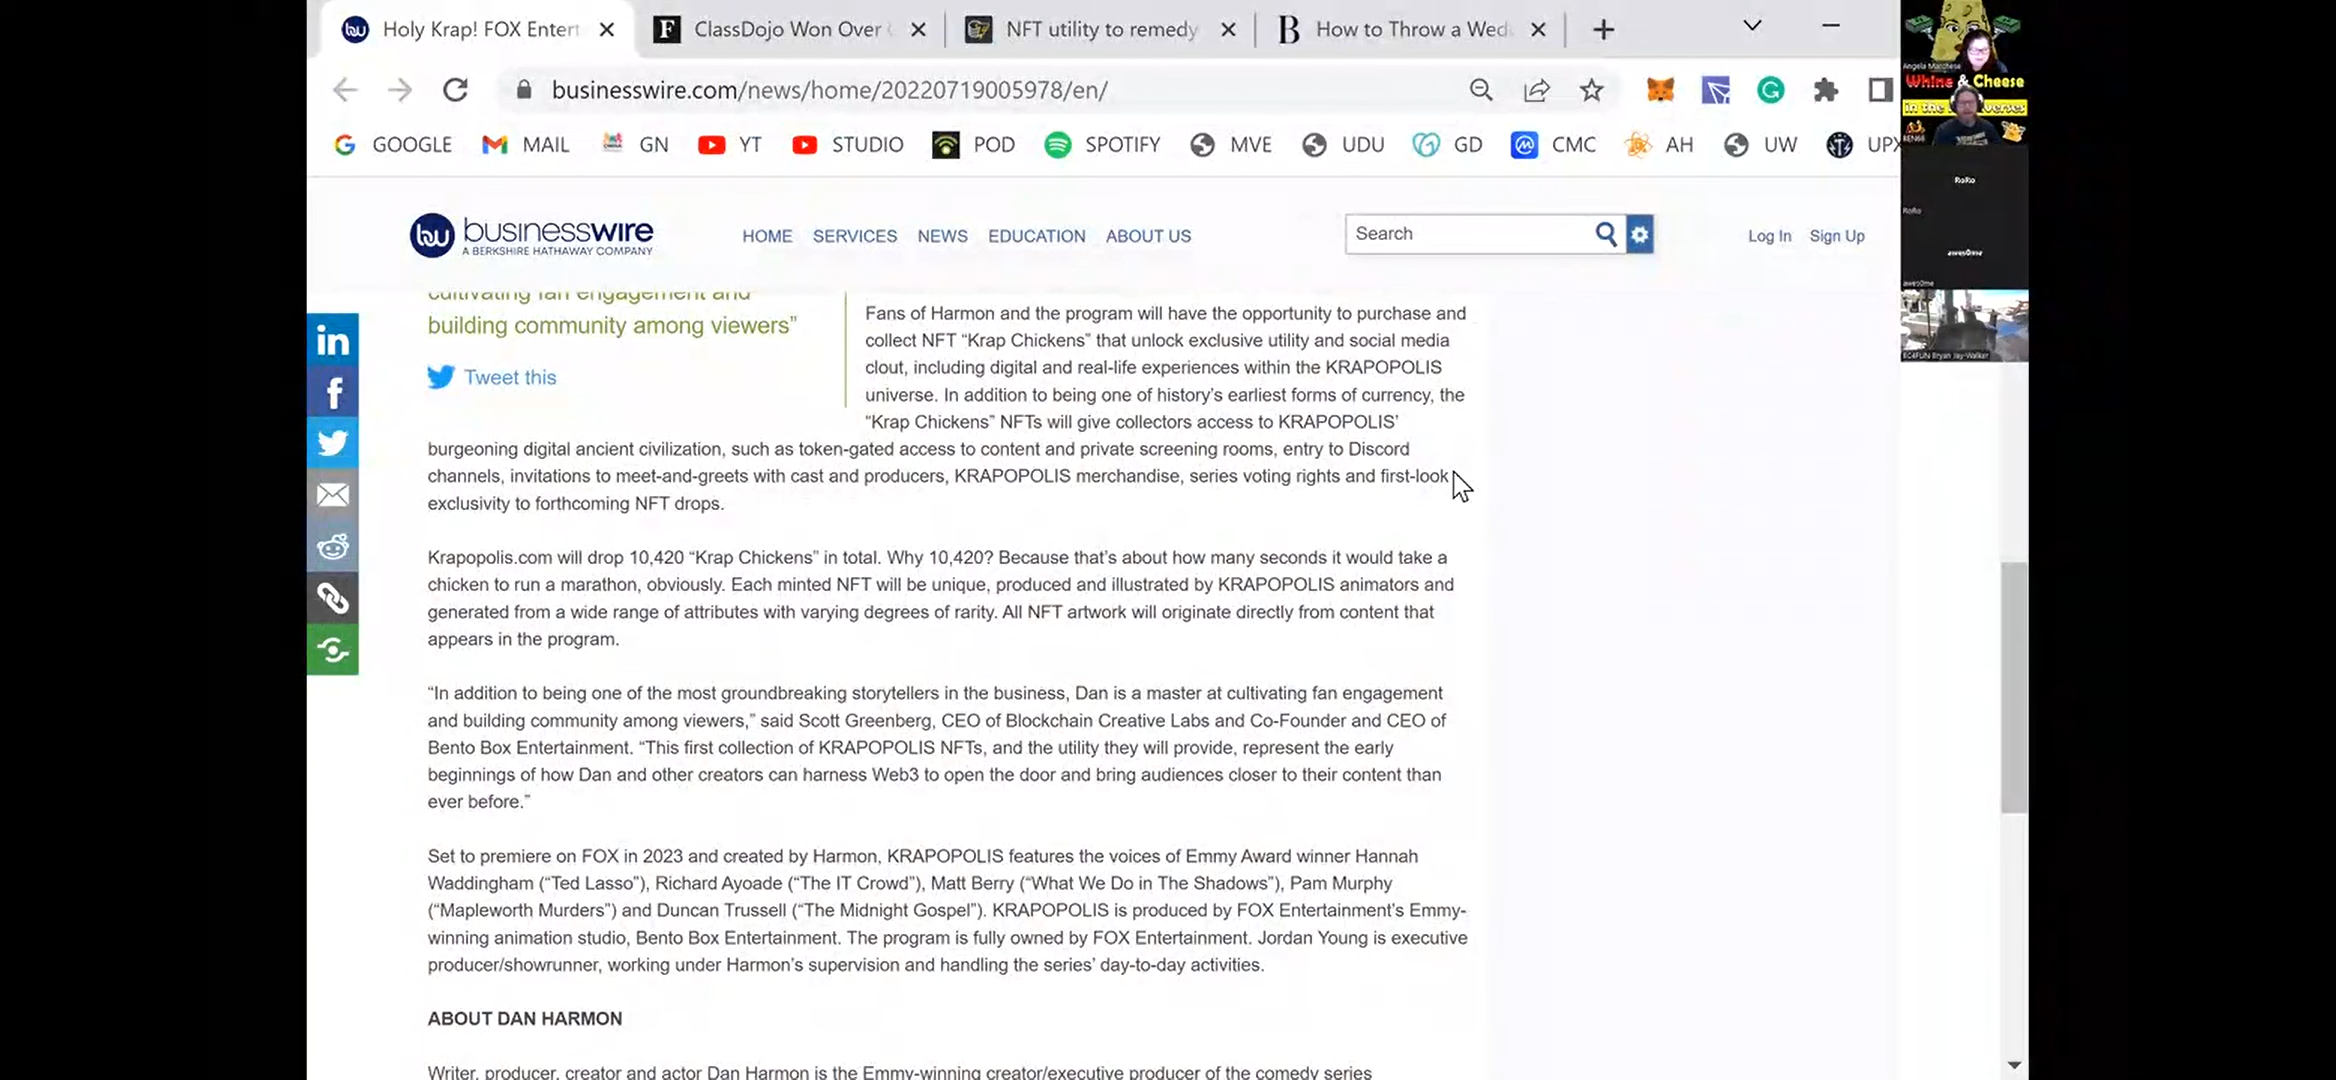 Holy Krap! FOX Entert
ClassDojo Won Over
NFT utility to remedy
How to Throw a Wed
businesswire.com/news/home/20220719005978/en/
GOOGLE MAIL GN YT STUDIO POD SPOTIFY MVE UDU GD CMC AH UW UPX
businesswire
A BERKSHIRE HATHAWAY COMPANY
HOME SERVICES NEWS EDUCATION ABOUT US
Search
Log In Sign Up
cultivating fan engagement and
building community among viewers”
Tweet this
Fans of Harmon and the program will have the opportunity to purchase and
collect NFT “Krap Chickens” that unlock exclusive utility and social media
clout, including digital and real-life experiences within the KRAPOPOLIS
universe. In addition to being one of history’s earliest forms of currency, the
“Krap Chickens” NFTs will give collectors access to KRAPOPOLIS’
burgeoning digital ancient civilization, such as token-gated access to content and private screening rooms, entry to Discord
channels, invitations to meet-and-greets with cast and producers, KRAPOPOLIS merchandise, series voting rights and first-look
exclusivity to forthcoming NFT drops.
Krapopolis.com will drop 10,420 “Krap Chickens” in total. Why 10,420? Because that’s about how many seconds it would take a
chicken to run a marathon, obviously. Each minted NFT will be unique, produced and illustrated by KRAPOPOLIS animators and
generated from a wide range of attributes with varying degrees of rarity. All NFT artwork will originate directly from content that
appears in the program.
“In addition to being one of the most groundbreaking storytellers in the business, Dan is a master at cultivating fan engagement
and building community among viewers,” said Scott Greenberg, CEO of Blockchain Creative Labs and Co-Founder and CEO of
Bento Box Entertainment. “This first collection of KRAPOPOLIS NFTs, and the utility they will provide, represent the early
beginnings of how Dan and other creators can harness Web3 to open the door and bring audiences closer to their content than
ever before.”
Set to premiere on FOX in 2023 and created by Harmon, KRAPOPOLIS features the voices of Emmy Award winner Hannah
Waddingham (“Ted Lasso”), Richard Ayoade (“The IT Crowd”), Matt Berry (“What We Do in The Shadows”), Pam Murphy
(“Mapleworth Murders”) and Duncan Trussell (“The Midnight Gospel”). KRAPOPOLIS is produced by FOX Entertainment’s Emmy-
winning animation studio, Bento Box Entertainment. The program is fully owned by FOX Entertainment. Jordan Young is executive
producer/showrunner, working under Harmon’s supervision and handling the series’ day-to-day activities.
ABOUT DAN HARMON
Writer, producer, creator and actor Dan Harmon is the Emmy-winning creator/executive producer of the comedy series
Angela Marchese
Whine & Cheese
in the
verses
RoRo
RoRo
awes0me
awes0me
Bryan Jay-Walker